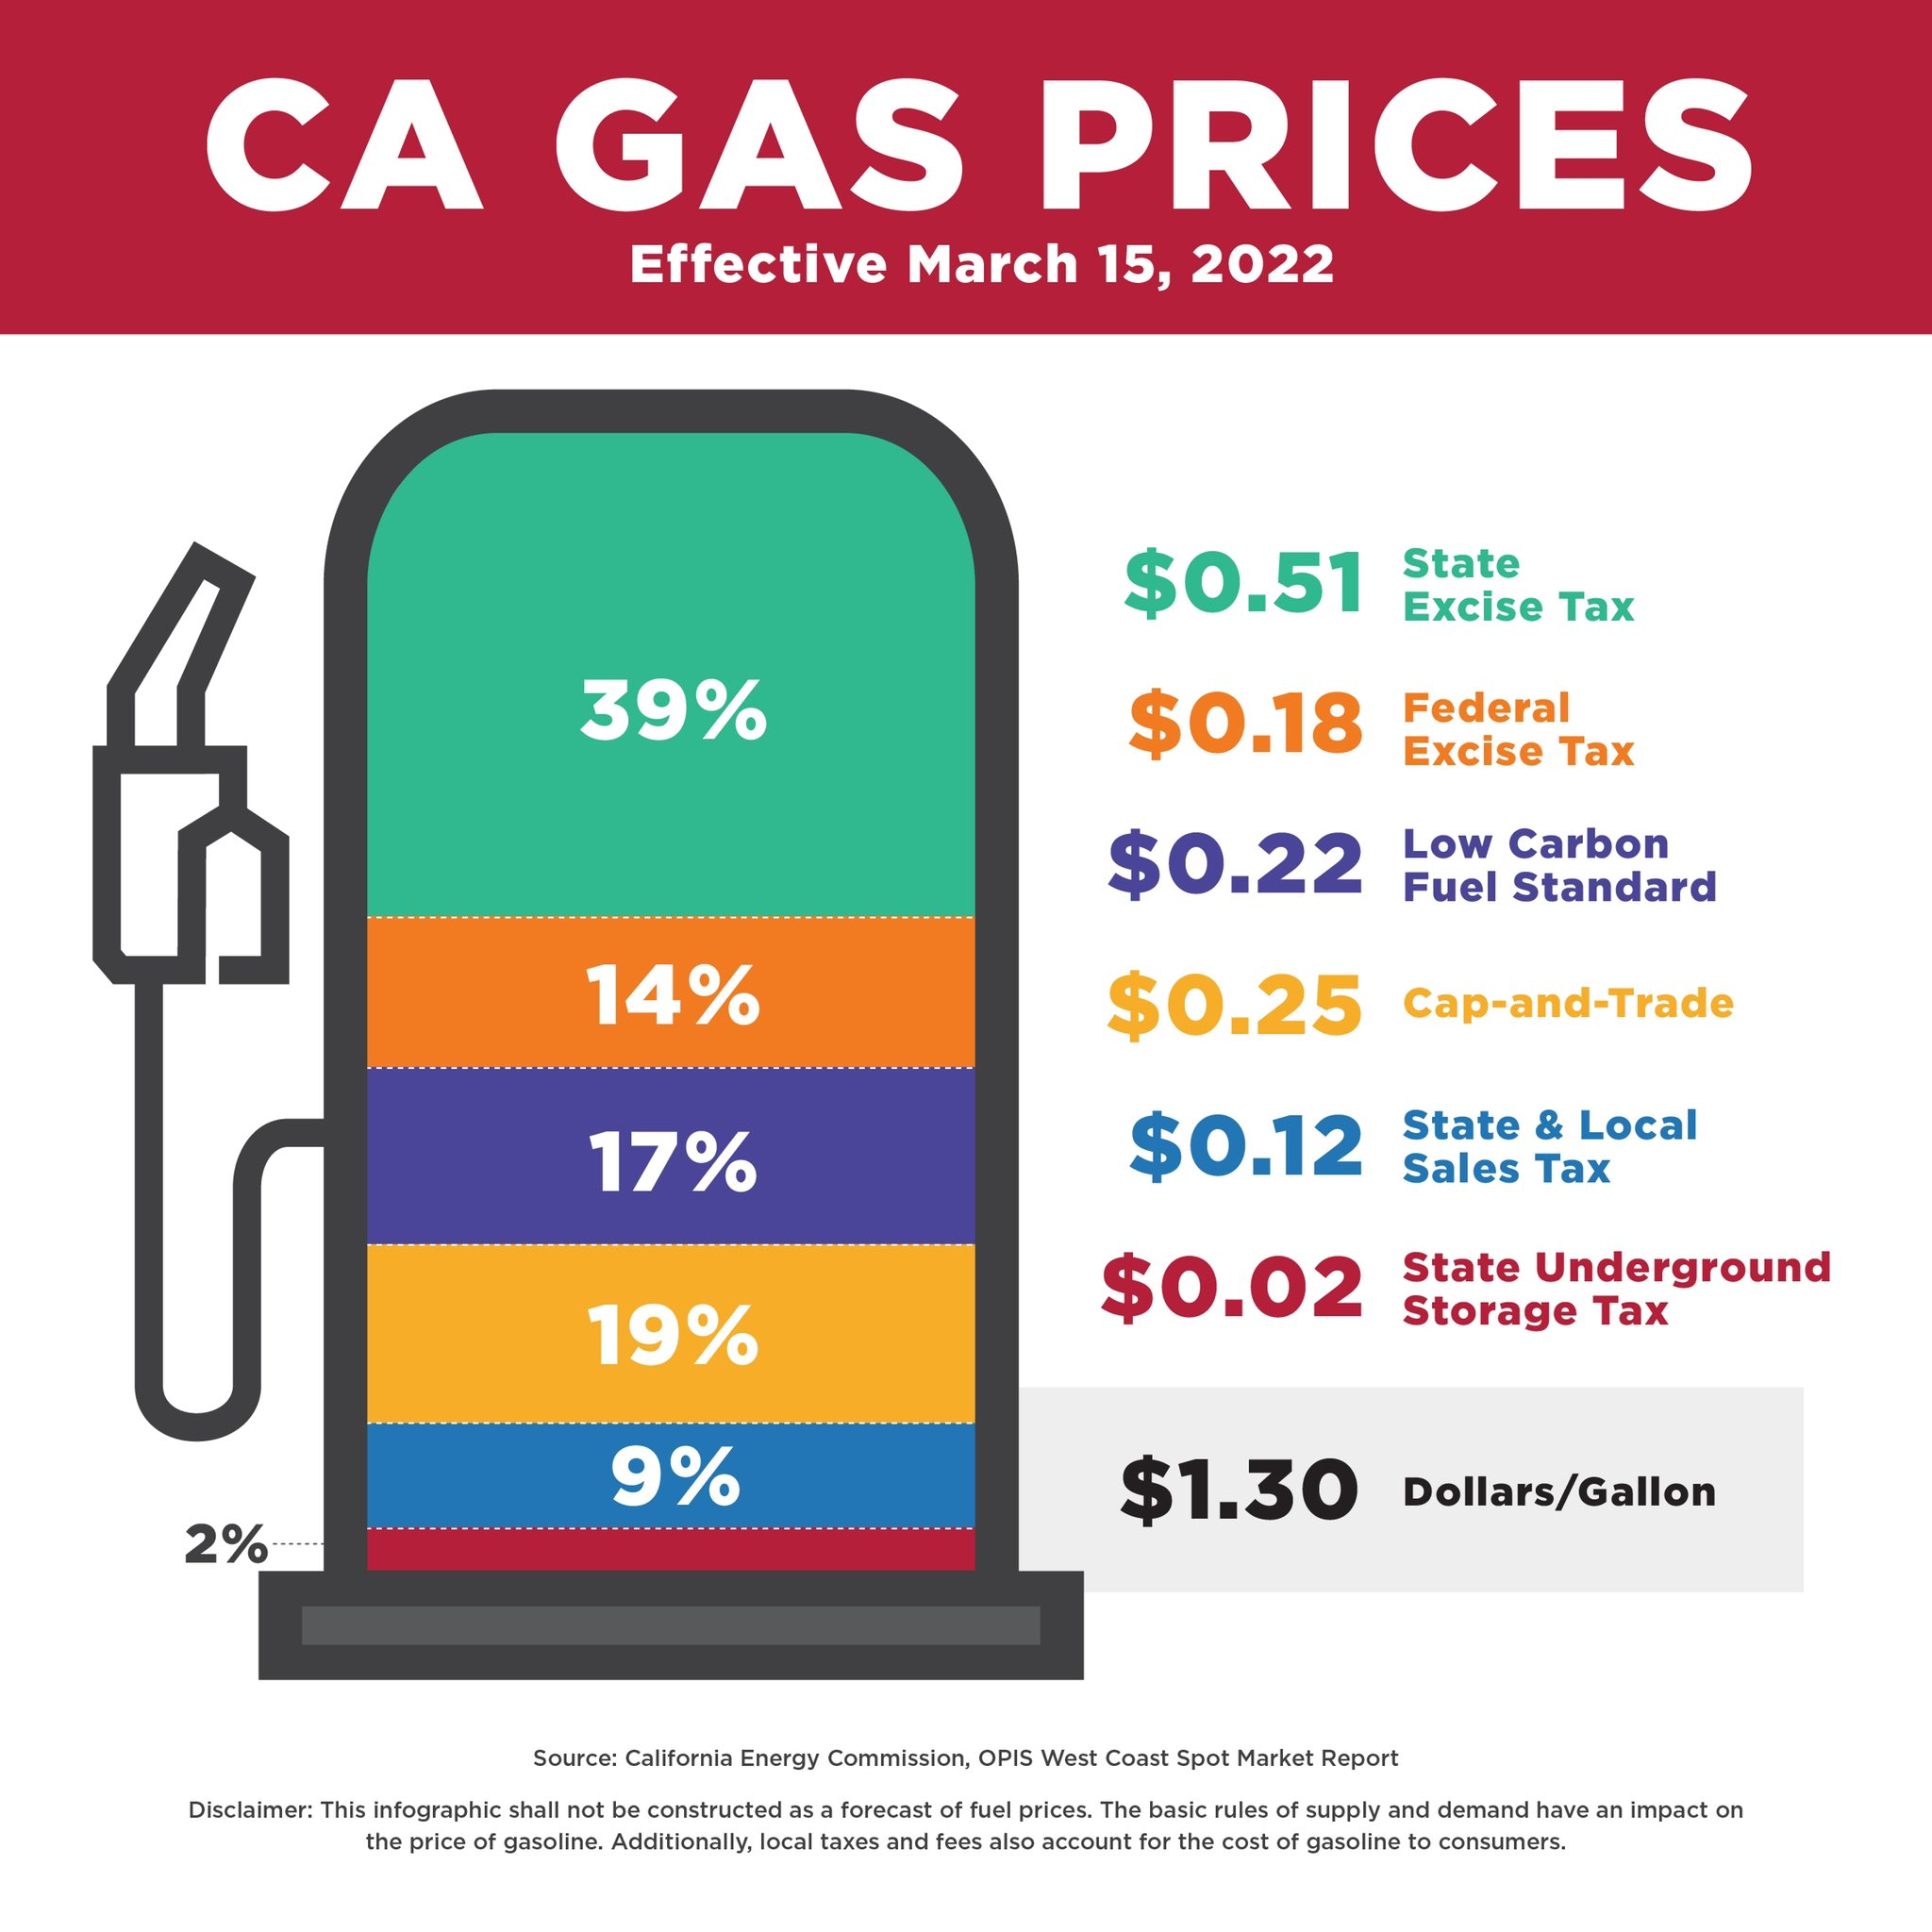 CA GAS PRICES
Effective March 15, 2022
39%
14%
17%
19%
9%
2%
$0.51 State
Excise Tax
$0.18 Federal
Excise Tax
$0.22 Low Carbon
Fuel Standard
$0.25 Cap-and-Trade
$0.12 State & Local
Sales Tax
$0.02 State Underground
Storage Tax
$1.30 Dollars/Gallon
Source: California Energy Commission, OPIS West Coast Spot Market Report
Disclaimer: This infographic shall not be constructed as a forecast of fuel prices. The basic rules of supply and demand have an impact on
the price of gasoline. Additionally, local taxes and fees also account for the cost of gasoline to consumers.